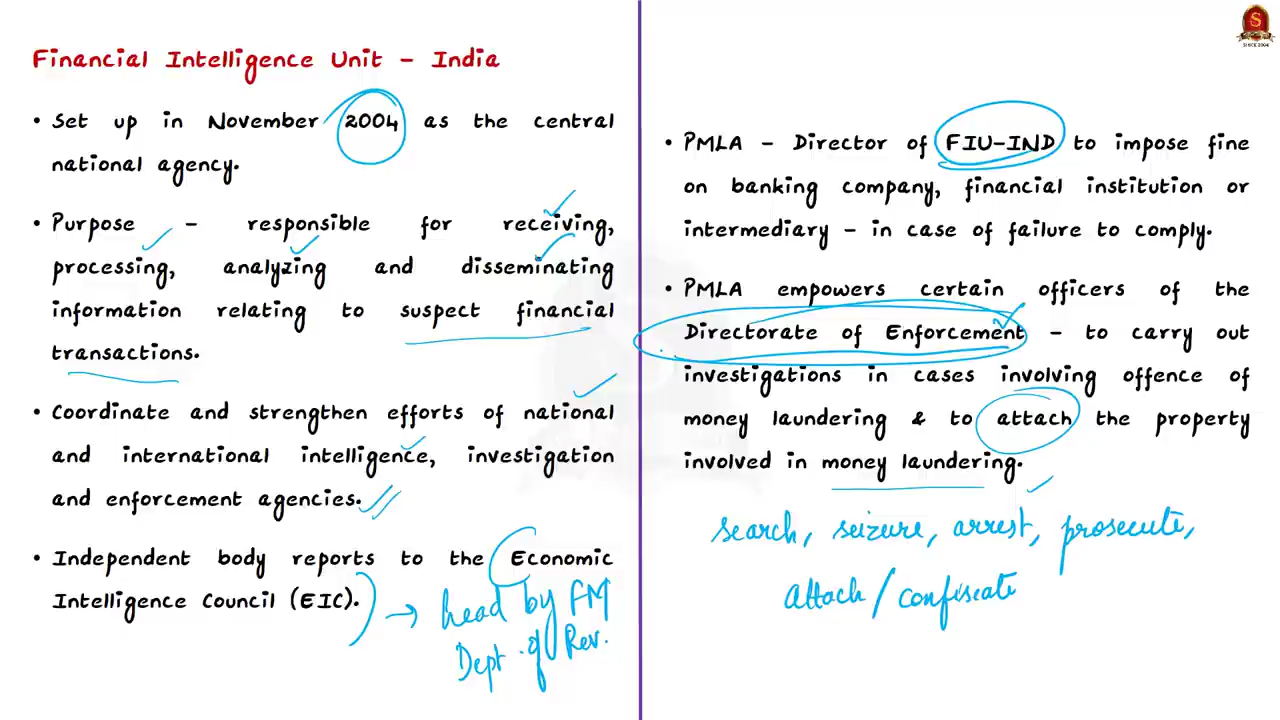 Financial Intelligence Unit - India
• Set up in November 2004 as the central
national agency.
• Purpose - responsible for receiving,
processing, analyzing and disseminating
information relating to suspect financial
transactions.
• Coordinate and strengthen efforts of national
and international intelligence, investigation
and enforcement agencies.
• Independent body reports to the Economic
Intelligence Council (EIC).
→ head by FM
Dept. of Rev.
S
SINCE 2004
• PMLA - Director of FIU-IND to impose fine
on banking company, financial institution or
intermediary - in case of failure to comply.
• PMLA empowers certain officers of the
Directorate of Enforcement - to carry out
investigations in cases involving offence of
money laundering & to attach the property
involved in money laundering.
search, seizure, arrest, prosecute,
Attach / confiscate